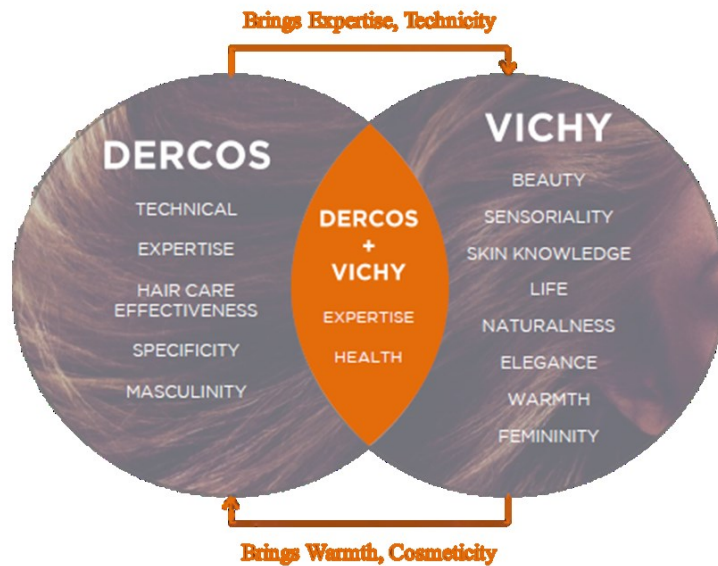 Brings Expertise, Technicity
DERCOS
TECHNICAL
EXPERTISE
HAIR CARE
EFFECTIVENESS
SPECIFICITY
MASCULINITY
DERCOS
+
VICHY
EXPERTISE
HEALTH
VICHY
BEAUTY
SENSORIALITY
SKIN KNOWLEDGE
LIFE
NATURALNESS
ELEGANCE
WARMTH
FEMININITY
Brings Warmth, Cosmeticity